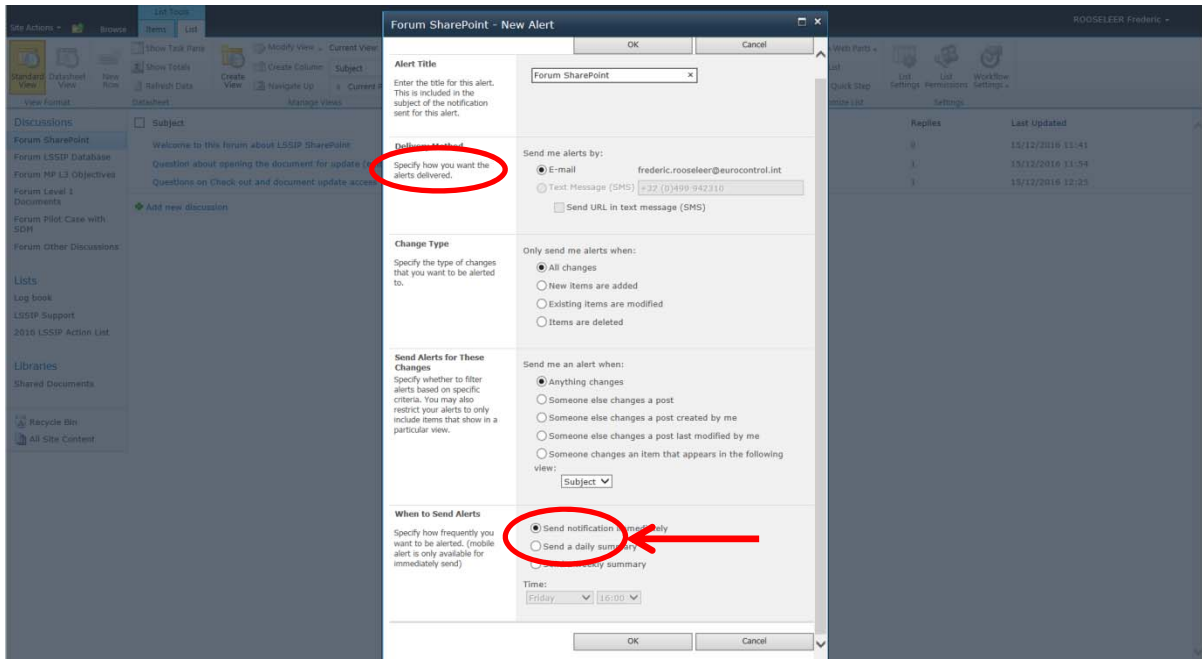 List Tools
Site Actions
Browse
Items
List
ROOSELEER Frederic
Standard View
Datasheet View
New Row
Show Task Pane
Show Totals
Refresh Data
Create View
Modify View
Create Column
Navigate Up
Current View
Subject
Current
Web Parts
List
Quick Step
List Settings
List Permissions
Workflow Settings
View Format
Datasheet
Manage Views
Settings
Forum SharePoint - New Alert
OK
Cancel
Alert Title
Enter the title for this alert.
This is included in the
subject of the notification
sent for this alert.
Forum SharePoint
Delivery Method
Specify how you want the
alerts delivered.
Send me alerts by:
E-mail frederic.rooseleer@eurocontrol.int
Text Message (SMS) +32 (0)499 942310
Send URL in text message (SMS)
Change Type
Specify the type of changes
that you want to be alerted
to.
Only send me alerts when:
All changes
New items are added
Existing items are modified
Items are deleted
Send Alerts for These
Changes
Specify whether to filter
alerts based on specific
criteria. You may also
restrict your alerts to only
include items that show in a
particular view.
Send me an alert when:
Anything changes
Someone else changes a post
Someone else changes a post created by me
Someone else changes a post last modified by me
Someone changes an item that appears in the following
view:
Subject
When to Send Alerts
Specify how frequently you
want to be alerted. (mobile
alert is only available for
immediately send)
Send notification immediately
Send a daily summary
weekly summary
Time:
Friday 16:00
OK
Cancel
Discussions
Forum SharePoint
Forum LSSIP Database
Forum MP L3 Objectives
Forum Level 1
Documents
Forum Pilot Case with
SDM
Forum Other Discussions
Lists
Log book
LSSIP Support
2016 LSSIP Action List
Libraries
Shared Documents
Recycle Bin
All Site Content
Subject
Replies
Last Updated
Welcome to this forum about LSSIP SharePoint
15/12/2016 11:41
Question about opening the document for update
15/12/2016 11:54
Questions on Check out and document update access
15/12/2016 12:25
Add new discussion